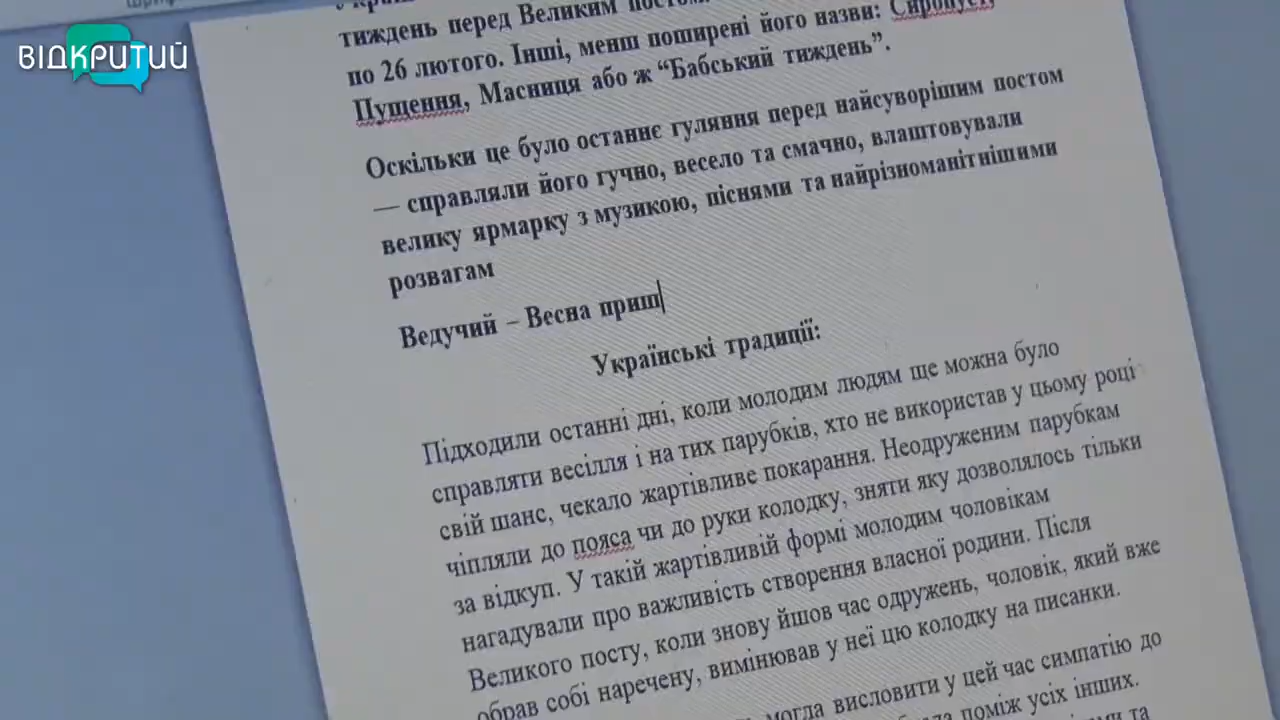 ВІДКРИТИЙ
тиждень перед Великим постом
по 26 лютого. Інші, менш поширені його назви: Сиропуст,
Пущення, Масниця або ж “Бабський тиждень”.
Оскільки це було останнє гуляння перед найсуворішим постом
— справляли його гучно, весело та смачно, влаштовували
велику ярмарку з музикою, піснями та найрізноманітнішими
розвагам
Ведучий – Весна приш
Українські традиції:
Підходили останні дні, коли молодим людям ще можна було
справляти весілля і на тих парубків, хто не використав у цьому році
свій шанс, чекало жартівливе покарання. Неодруженим парубкам
чіпляли до пояса чи до руки колодку, зняти яку дозволялось тільки
за відкуп. У такій жартівливій формі молодим чоловікам
нагадували про важливість створення власної родини. Після
Великого посту, коли знову йшов час одружень, чоловік, який вже
обрав собі наречену, вимінював у неї цю колодку на писанки.
могла висловити у цей час симпатію до
поміж усіх інших.
та